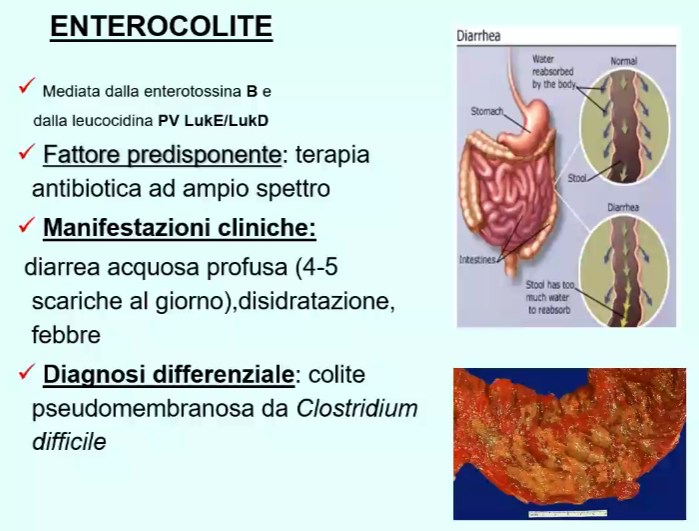 ENTEROCOLITE
✓ Mediata dalla enterotossina B e
dalla leucocidina PV LukE/LukD
✓ Fattore predisponente: terapia
antibiotica ad ampio spettro
✓ Manifestazioni cliniche:
diarrea acquosa profusa (4-5
scariche al giorno),disidratazione,
febbre
✓ Diagnosi differenziale: colite
pseudomembranosa da Clostridium
difficile
Diarrhea
Water
reabsorbed
by the body
Normal
Stomach
Stool
Diarrhea
Intestines
Stool has too
much water
to reabsorb